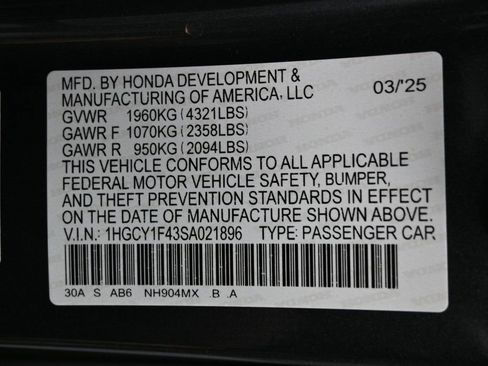 MFD. BY HONDA DEVELOPMENT &
MANUFACTURING OF AMERICA, LLC 03/'25
GVWR 1960KG (4321LBS)
GAWR F 1070KG (2358LBS)
GAWR R 950KG (2094LBS)
THIS VEHICLE CONFORMS TO ALL APPLICABLE
FEDERAL MOTOR VEHICLE SAFETY, BUMPER,
AND THEFT PREVENTION STANDARDS IN EFFECT
ON THE DATE OF MANUFACTURE SHOWN ABOVE.
V.I.N.: 1HGCY1F43SA021896 TYPE: PASSENGER CAR
30A S AB6 NH904MX .B .A